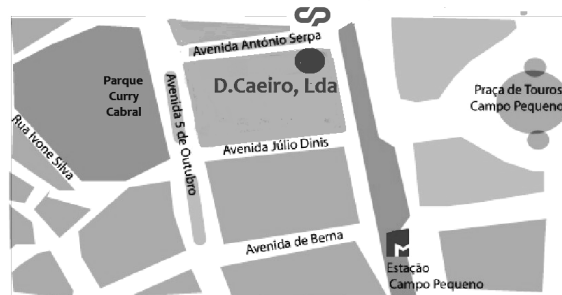 Avenida António Serpa
Parque
Curry
Cabral
Avenida 5 de Outubro
D.Caeiro, Lda
Praça de Touros
Campo Pequeno
Rua Ivone Silva
Avenida Júlio Dinis
Avenida de Berna
M
Estação
Campo Pequeno